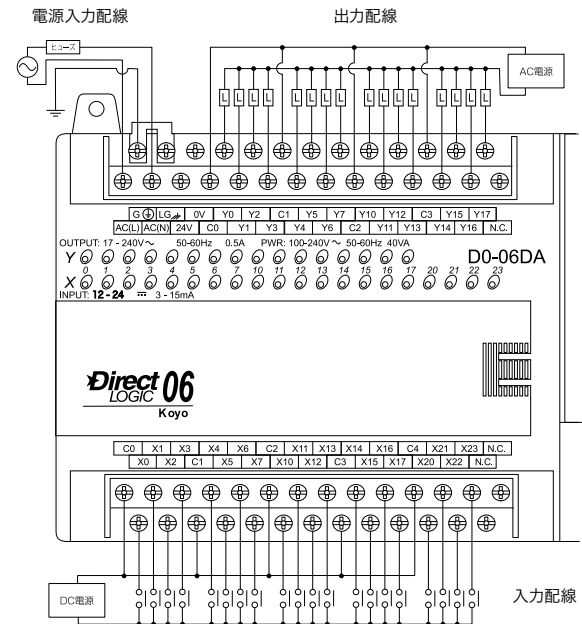 電源入力配線
出力配線
ヒューズ
AC電源
L L L L L L L L L L L L L L L L
G LG 0V Y0 Y2 C1 Y5 Y7 Y10 Y12 C3 Y15 Y17
AC(L) AC(N) 24V C0 Y1 Y3 Y4 Y6 C2 Y11 Y13 Y14 Y16 N.C.
OUTPUT: 17 - 240V～ 50-60Hz 0.5A PWR: 100-240V～ 50-60Hz 40VA
D0-06DA
Y
0 1 2 3 4 5 6 7 10 11 12 13 14 15 16 17 20 21 22 23
X
INPUT: 12 - 24 ⎓ 3 - 15mA
Direct
LOGIC 06
Koyo
C0 X1 X3 X4 X6 C2 X11 X13 X14 X16 C4 X21 X23 N.C.
X0 X2 C1 X5 X7 X10 X12 C3 X15 X17 X20 X22 N.C.
DC電源
入力配線